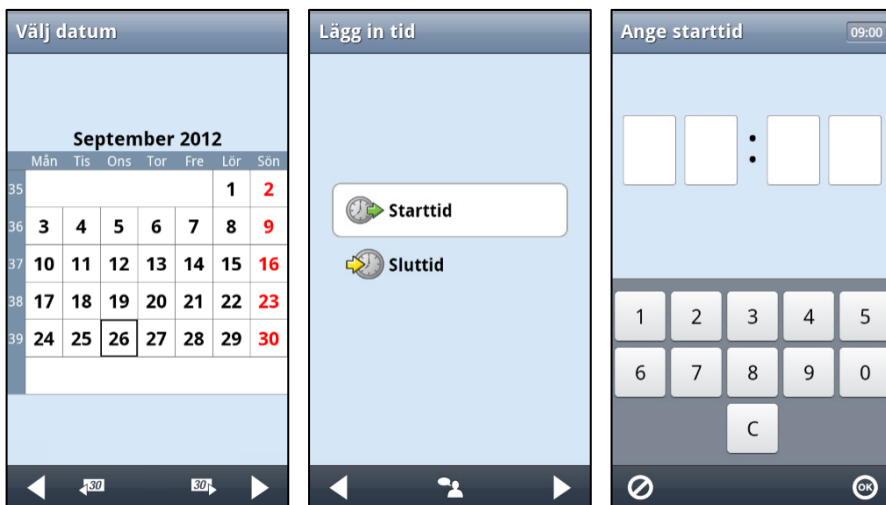 Välj datum
September 2012
Mån Tis Ons Tor Fre Lör Sön
35 1 2
36 3 4 5 6 7 8 9
37 10 11 12 13 14 15 16
38 17 18 19 20 21 22 23
39 24 25 26 27 28 29 30
30 30
Lägg in tid
Starttid
Sluttid
Ange starttid 09:00
:
1 2 3 4 5
6 7 8 9 0
C
OK